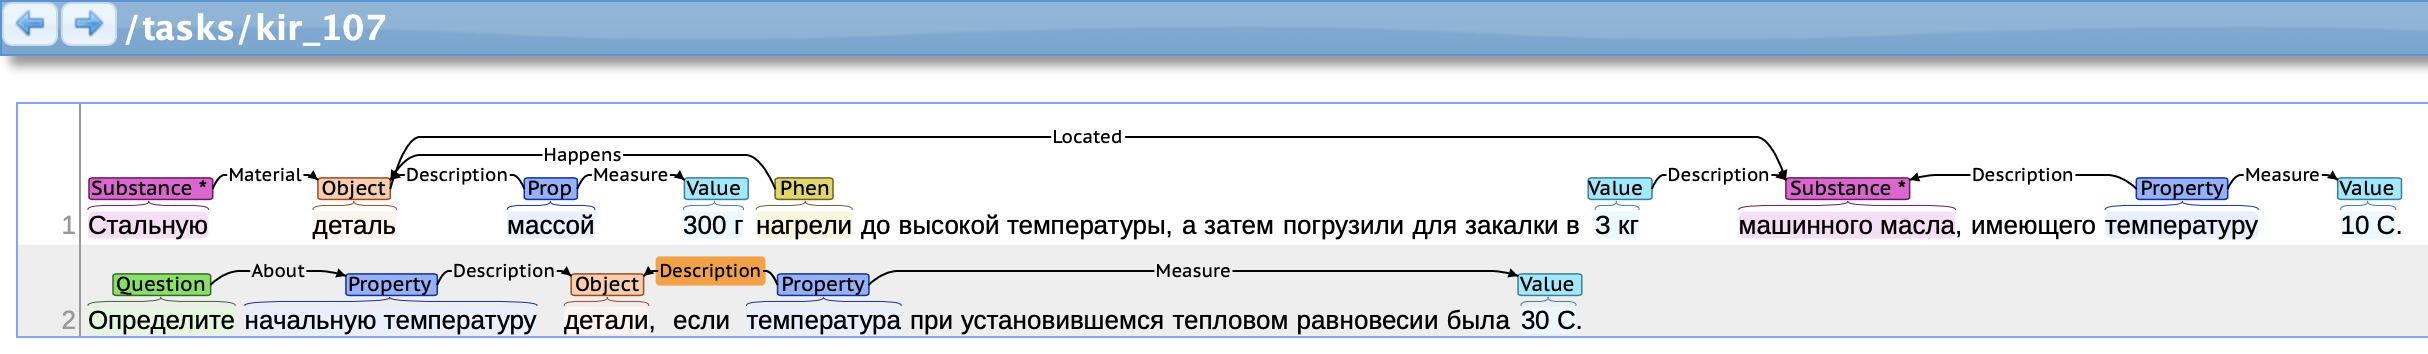 /tasks/kir_107
Located
Happens
Substance * Material Object Description Prop Measure Value Phen Value Description Substance * Description Property Measure Value
1 Стальную деталь массой 300 г нагрели до высокой температуры, а затем погрузили для закалки в 3 кг машинного масла, имеющего температуру 10 С.
Question About Property Description Object Description Property Measure Value
2 Определите начальную температуру детали, если температура при установившемся тепловом равновесии была 30 С.